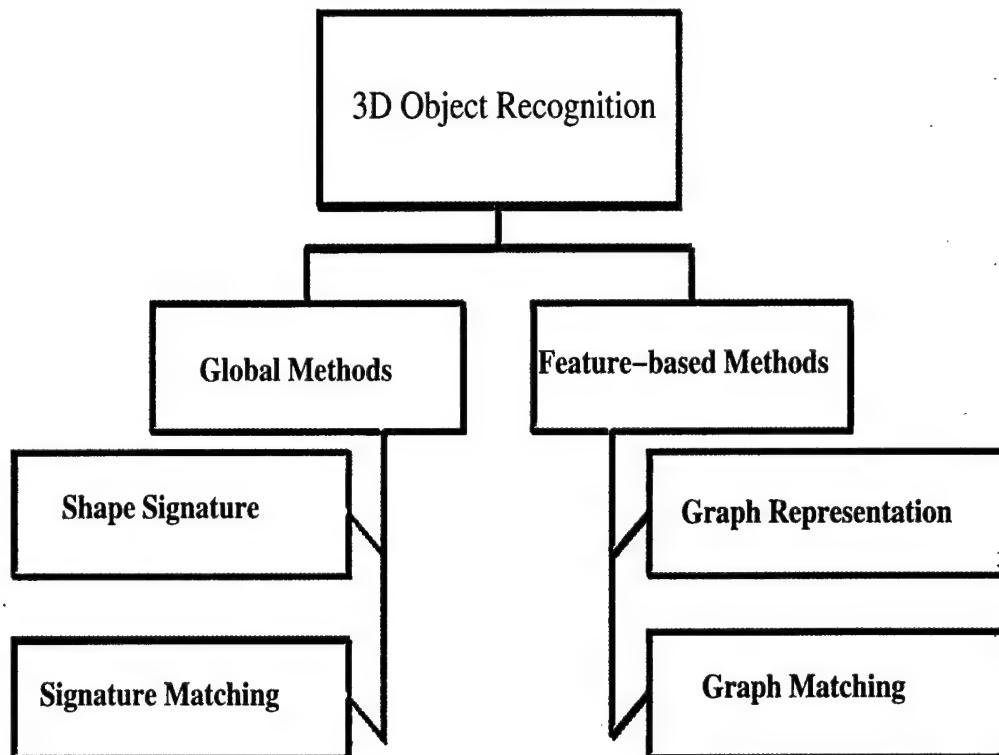 3D Object Recognition
Global Methods
Feature–based Methods
Shape Signature
Graph Representation
Signature Matching
Graph Matching